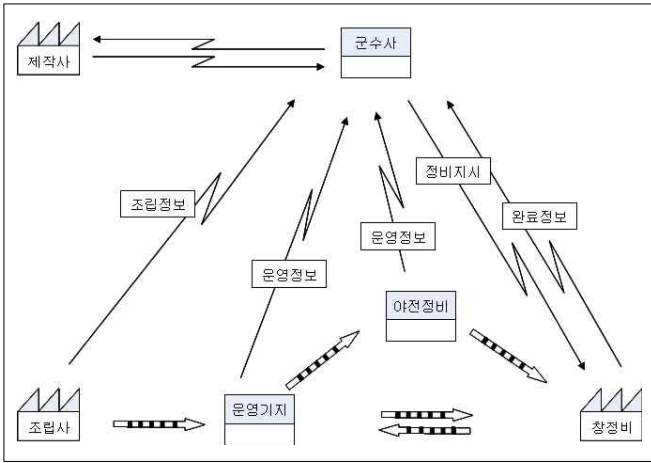 군수사
제작사
정비지시
조립정보
완료정보
운영정보
운영정보
야전정비
운영기지
조립사
창정비